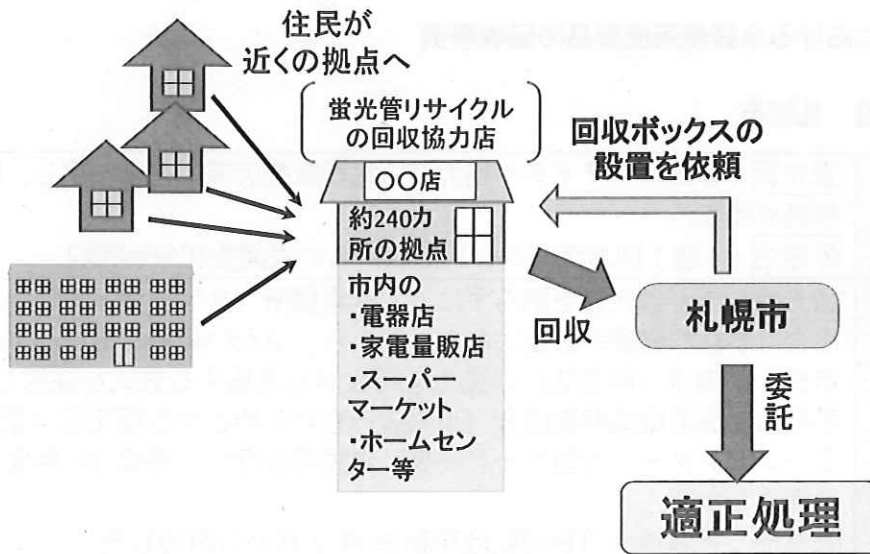 住民が
近くの拠点へ
蛍光管リサイクル
の回収協力店
〇〇店
約240カ
所の拠点
市内の
・電器店
・家電量販店
・スーパー
マーケット
・ホームセン
ター等
回収ボックスの
設置を依頼
回収
札幌市
委託
適正処理